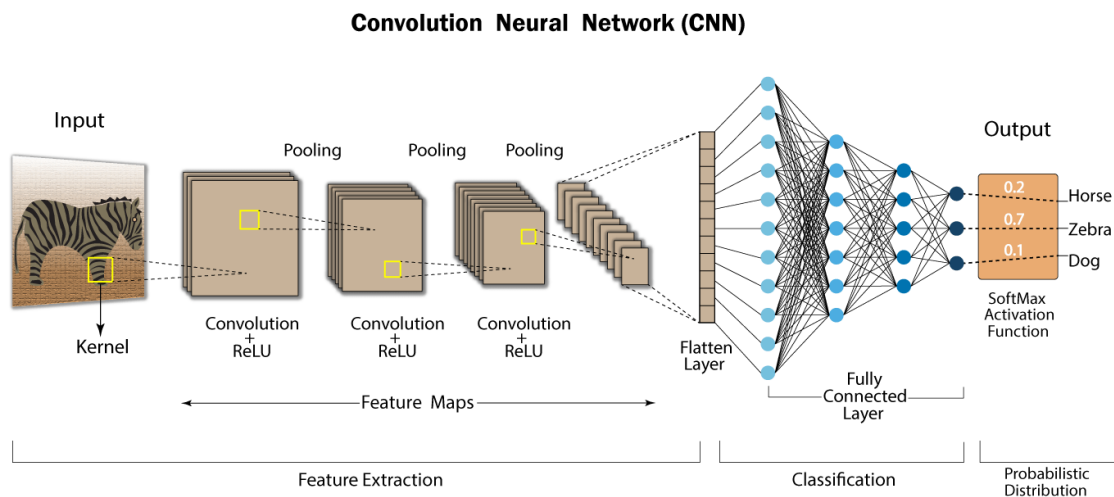 Convolution Neural Network (CNN)
Input
Kernel
Pooling
Pooling
Pooling
Convolution
+
ReLU
Convolution
+
ReLU
Convolution
+
ReLU
Feature Maps
Flatten
Layer
Fully
Connected
Layer
Output
0.2
Horse
0.7
Zebra
0.1
Dog
SoftMax
Activation
Function
Feature Extraction
Classification
Probabilistic
Distribution